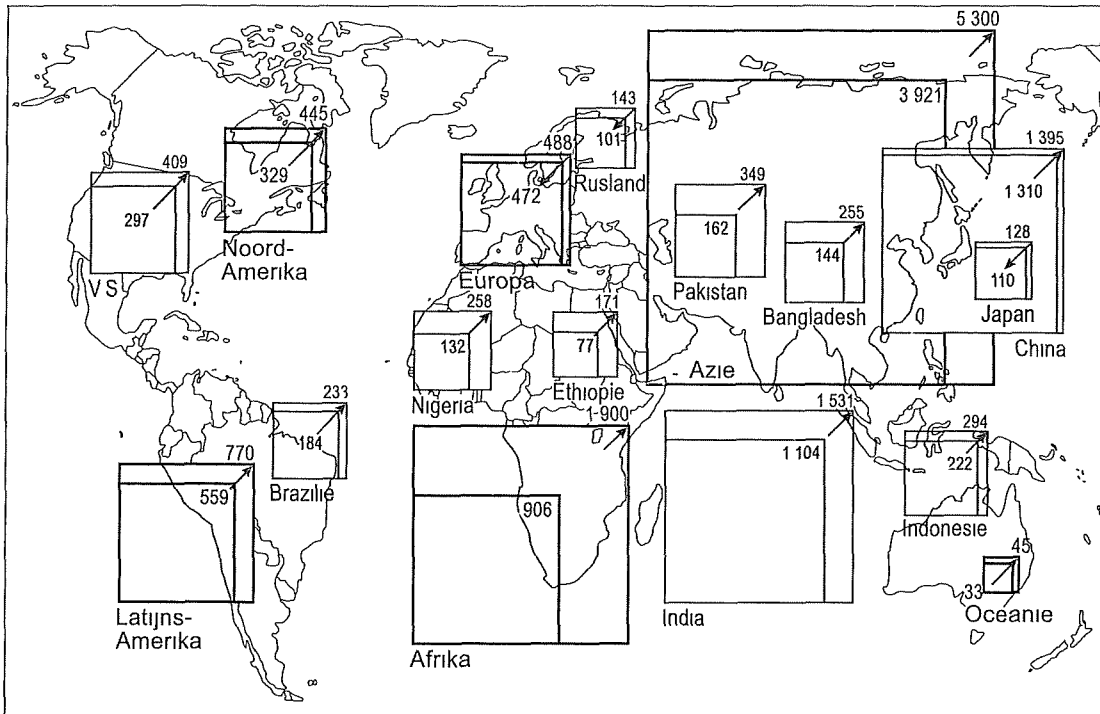 5 300
3 921
143
101
Rusland
445
329
Noord-
Amerika
488
472
Europa
409
297
VS
349
162
Pakistan
255
144
Bangladesh
1 395
1 310
128
110
Japan
China
Azie
258
132
Nigeria
171
77
Ethiopie
233
184
Brazilie
770
559
Latijns-
Amerika
1 900
906
Afrika
1 531
1 104
India
294
222
Indonesie
45
33
Oceanie